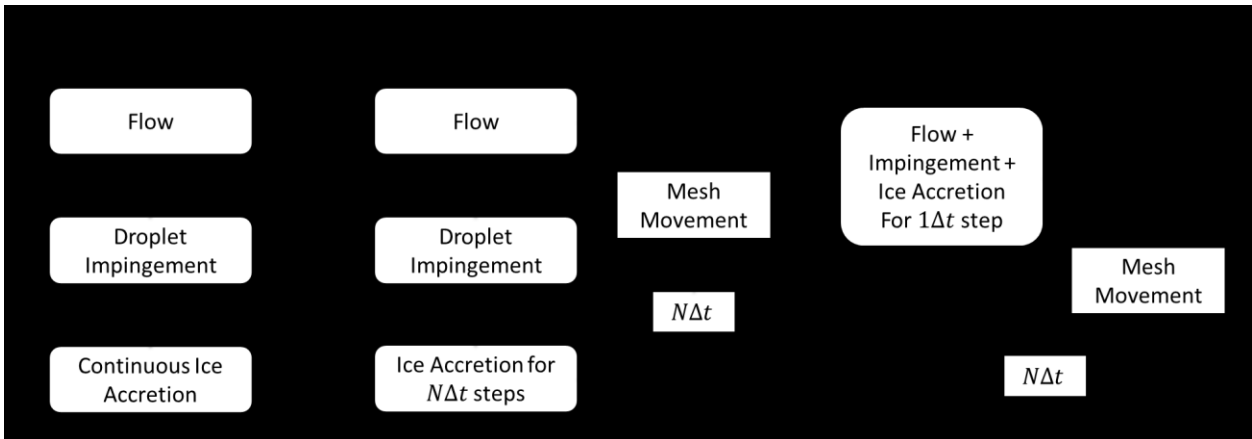 Flow
Droplet
Impingement
Continuous Ice
Accretion
Flow
Droplet
Impingement
Ice Accretion for
NΔt steps
Mesh
Movement
NΔt
Flow +
Impingement +
Ice Accretion
For 1Δt step
Mesh
Movement
NΔt